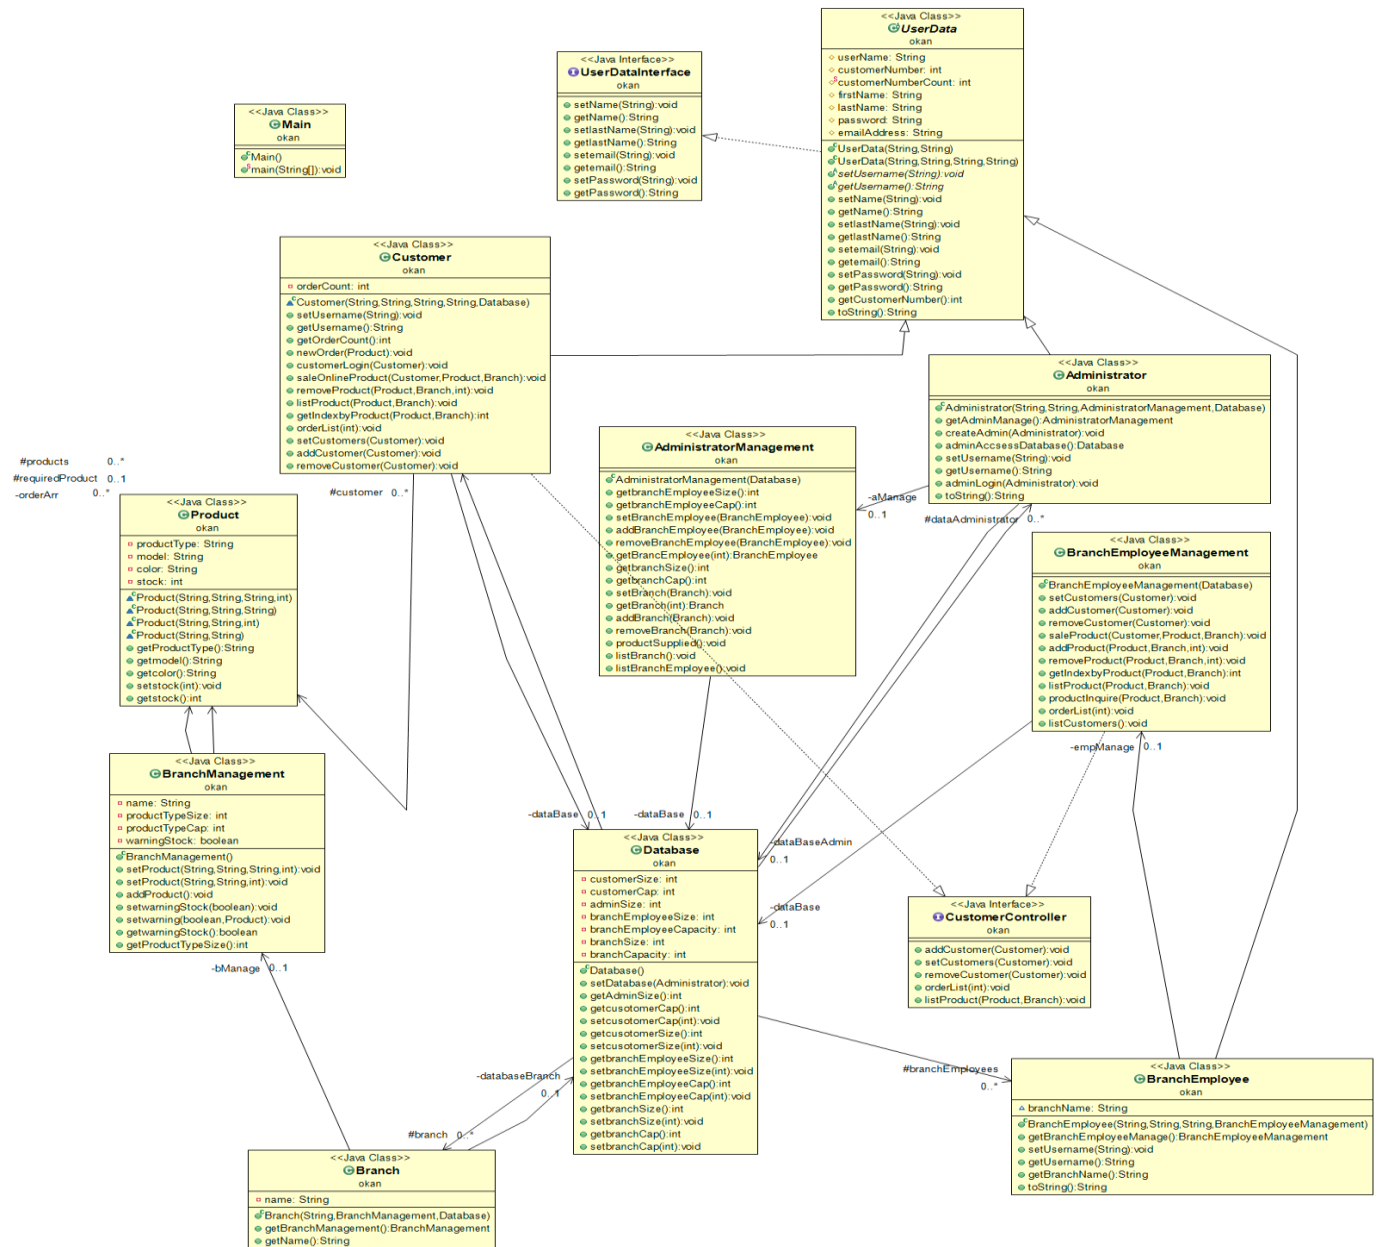 <<Java Class>>
UserData
okan
userName: String
customerNumber: int
customerNumberCount: int
firstName: String
lastName: String
password: String
emailAddress: String
UserData(String,String)
UserData(String,String,String,String)
setUsername(String):void
getUsername():String
setName(String):void
getName():String
setlastName(String):void
getlastName():String
setemail(String):void
getemail():String
setPassword(String):void
getPassword():String
getCustomerNumber():int
toString():String
<<Java Interface>>
UserDataInterface
okan
setName(String):void
getName():String
setlastName(String):void
getlastName():String
setemail(String):void
getemail():String
setPassword(String):void
getPassword():String
<<Java Class>>
Main
okan
Main()
main(String[]):void
<<Java Class>>
Customer
okan
orderCount: int
Customer(String,String,String,String,Database)
setUsername(String):void
getUsername():String
getOrderCount():int
newOrder(Product):void
customerLogin(Customer):void
saleOnlineProduct(Customer,Product,Branch):void
removeProduct(Product,Branch,int):void
listProduct(Product,Branch):void
getIndexbyProduct(Product,Branch):int
orderList(int):void
setCustomers(Customer):void
addCustomer(Customer):void
removeCustomer(Customer):void
<<Java Class>>
Administrator
okan
Administrator(String,String,AdministratorManagement,Database)
getAdminManage():AdministratorManagement
createAdmin(Administrator):void
adminAccsessDatabase():Database
setUsername(String):void
getUsername():String
adminLogin(Administrator):void
toString():String
<<Java Class>>
AdministratorManagement
okan
AdministratorManagement(Database)
getbranchEmployeeSize():int
getbranchEmployeeCap():int
setBranchEmployee(BranchEmployee):void
addBranchEmployee(BranchEmployee):void
removeBranchEmployee(BranchEmployee):void
getBrancEmployee(int):BranchEmployee
getbranchSize():int
getbranchCap():int
setBranch(Branch):void
getBranch(int):Branch
addBranch(Branch):void
removeBranch(Branch):void
productSupplied():void
listBranch():void
listBranchEmployee():void
-aManage
0..1
#dataAdministrator 0..*
#products 0..*
#requiredProduct 0..1
-orderArr 0..*
#customer 0..*
<<Java Class>>
Product
okan
productType: String
model: String
color: String
stock: int
Product(String,String,String,int)
Product(String,String,String)
Product(String,String,int)
Product(String,String)
getProductType():String
getmodel():String
getcolor():String
setstock(int):void
getstock():int
<<Java Class>>
BranchEmployeeManagement
okan
BranchEmployeeManagement(Database)
setCustomers(Customer):void
addCustomer(Customer):void
removeCustomer(Customer):void
saleProduct(Customer,Product,Branch):void
addProduct(Product,Branch,int):void
removeProduct(Product,Branch,int):void
getIndexbyProduct(Product,Branch):int
listProduct(Product,Branch):void
productInquire(Product,Branch):void
orderList(int):void
listCustomers():void
-empManage 0..1
<<Java Class>>
BranchManagement
okan
name: String
productTypeSize: int
productTypeCap: int
warningStock: boolean
BranchManagement()
setProduct(String,String,String,int):void
setProduct(String,String,int):void
addProduct():void
setwarningStock(boolean):void
setwarning(boolean,Product):void
getwarningStock():boolean
getProductTypeSize():int
-bManage 0..1
-dataBase 0..1
-dataBase 0..1
-dataBaseAdmin
0..1
-dataBase
0..1
<<Java Class>>
Database
okan
customerSize: int
customerCap: int
adminSize: int
branchEmployeeSize: int
branchEmployeeCapacity: int
branchSize: int
branchCapacity: int
Database()
setDatabase(Administrator):void
getAdminSize():int
getcusotomerCap():int
setcusotomerCap(int):void
getcusotomerSize():int
setcusotomerSize(int):void
getbranchEmployeeSize():int
setbranchEmployeeSize(int):void
getbranchEmployeeCap():int
setbranchEmployeeCap(int):void
getbranchSize():int
setbranchSize(int):void
getbranchCap():int
setbranchCap(int):void
<<Java Interface>>
CustomerController
okan
addCustomer(Customer):void
setCustomers(Customer):void
removeCustomer(Customer):void
orderList(int):void
listProduct(Product,Branch):void
-databaseBranch
0..1
#branch 0..*
#branchEmployees
0..*
<<Java Class>>
BranchEmployee
okan
branchName: String
BranchEmployee(String,String,String,BranchEmployeeManagement)
getBranchEmployeeManage():BranchEmployeeManagement
setUsername(String):void
getUsername():String
getBranchName():String
toString():String
<<Java Class>>
Branch
okan
name: String
Branch(String,BranchManagement,Database)
getBranchManagement():BranchManagement
getName():String